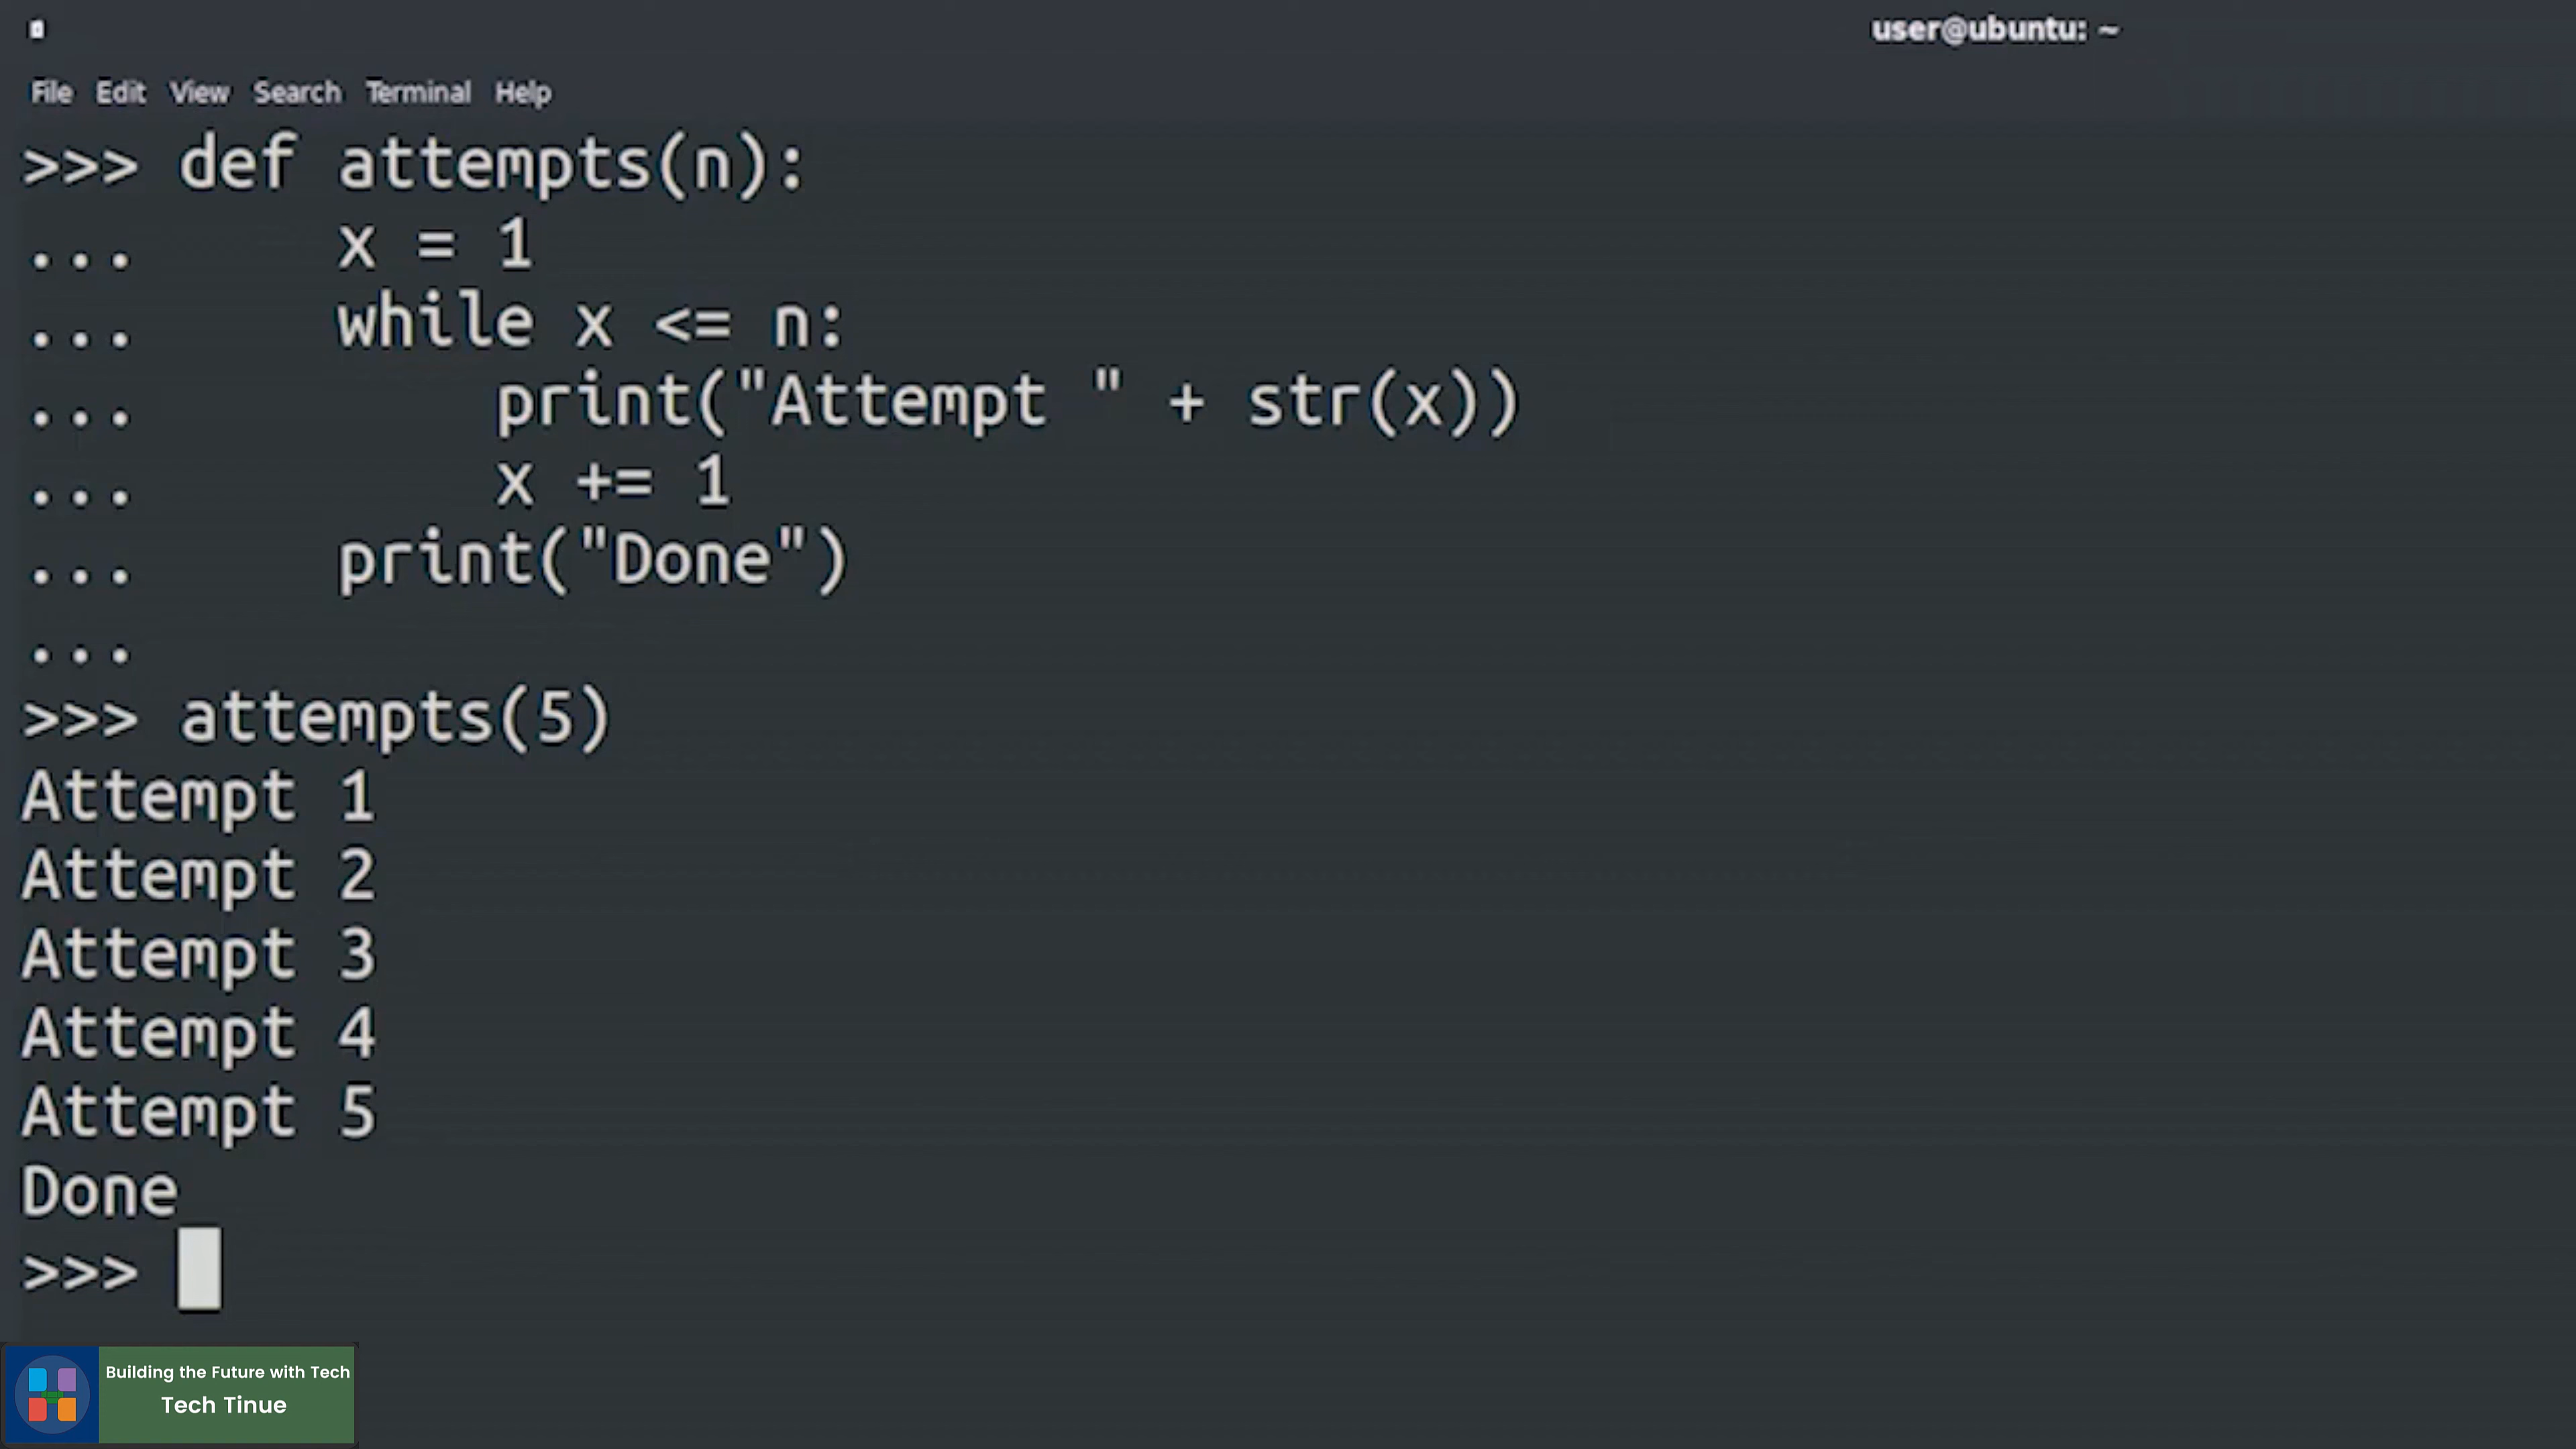 user@ubuntu: ~
File Edit View Search Terminal Help
>>> def attempts(n):
...     x = 1
...     while x <= n:
...         print("Attempt " + str(x))
...         x += 1
...     print("Done")
...
>>> attempts(5)
Attempt 1
Attempt 2
Attempt 3
Attempt 4
Attempt 5
Done
>>>
Building the Future with Tech
Tech Tinue